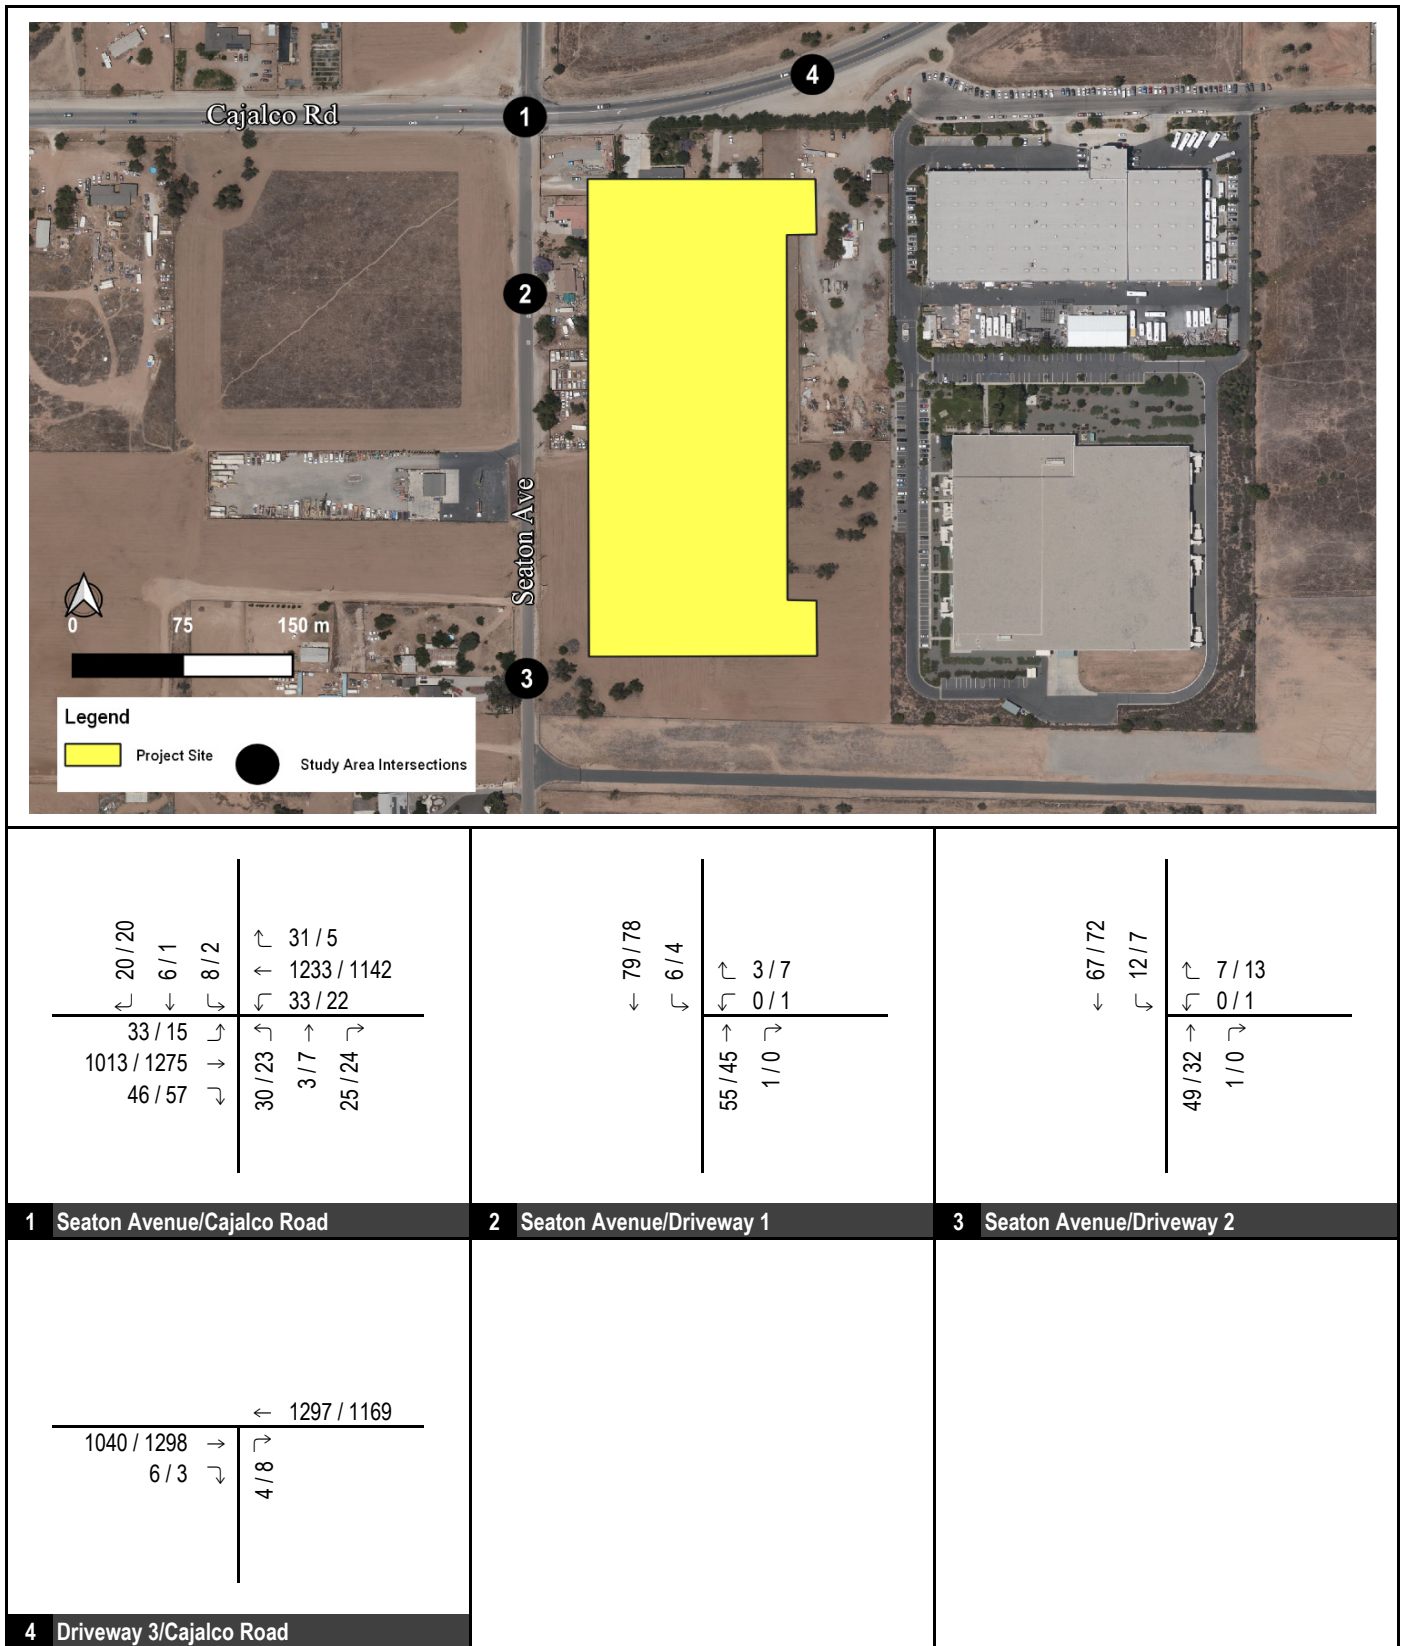 4
Cajalco Rd
1
2
Seaton Ave
0 75 150 m
3
Legend
Project Site
Study Area Intersections
20 / 20
6 / 1
8 / 2
31 / 5
1233 / 1142
33 / 22
33 / 15
1013 / 1275
46 / 57
30 / 23
3 / 7
25 / 24
1 Seaton Avenue/Cajalco Road
79 / 78
6 / 4
3 / 7
0 / 1
55 / 45
1 / 0
2 Seaton Avenue/Driveway 1
67 / 72
12 / 7
7 / 13
0 / 1
49 / 32
1 / 0
3 Seaton Avenue/Driveway 2
1297 / 1169
1040 / 1298
6 / 3
4 / 8
4 Driveway 3/Cajalco Road